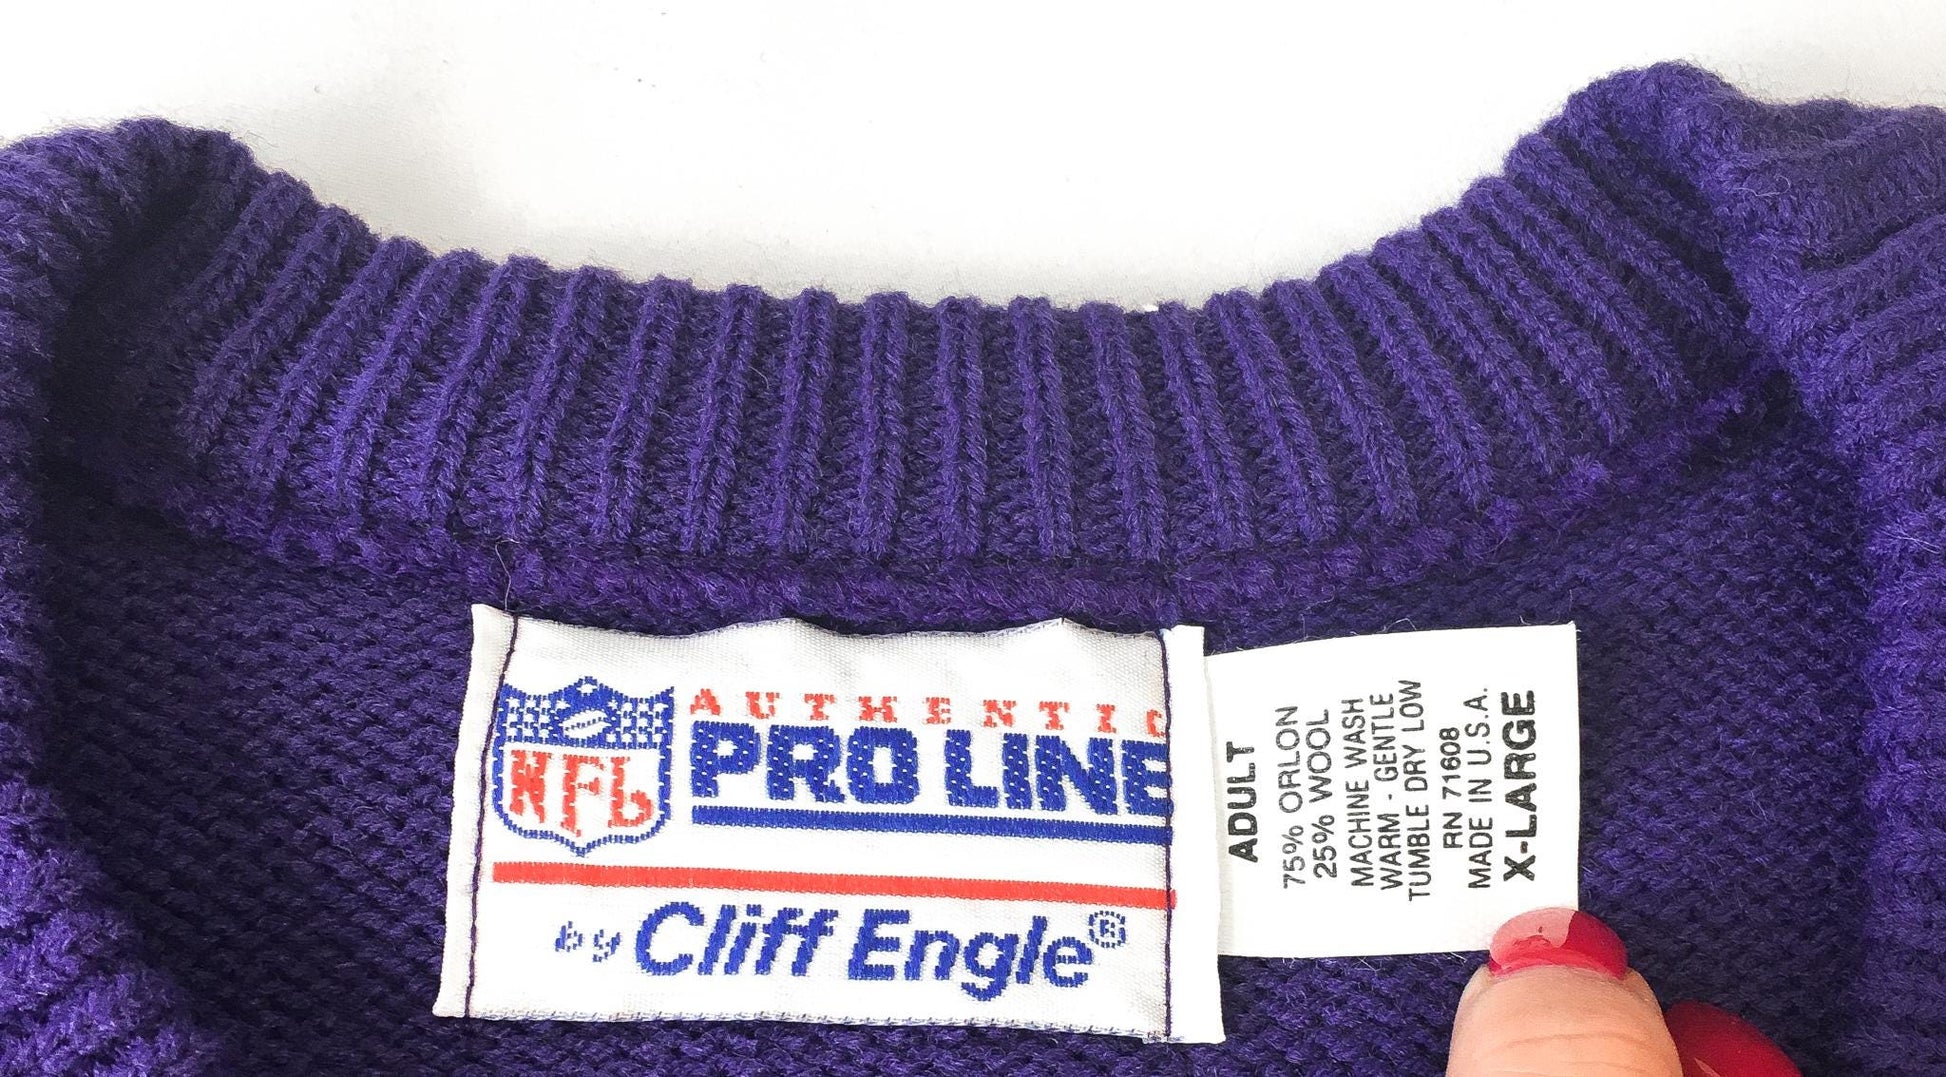 NFL
AUTHENTIC
PRO LINE
by Cliff Engle®
ADULT
75% ORLON
25% WOOL
MACHINE WASH
WARM - GENTLE
TUMBLE DRY LOW
RN 71608
MADE IN U.S.A.
X-LARGE